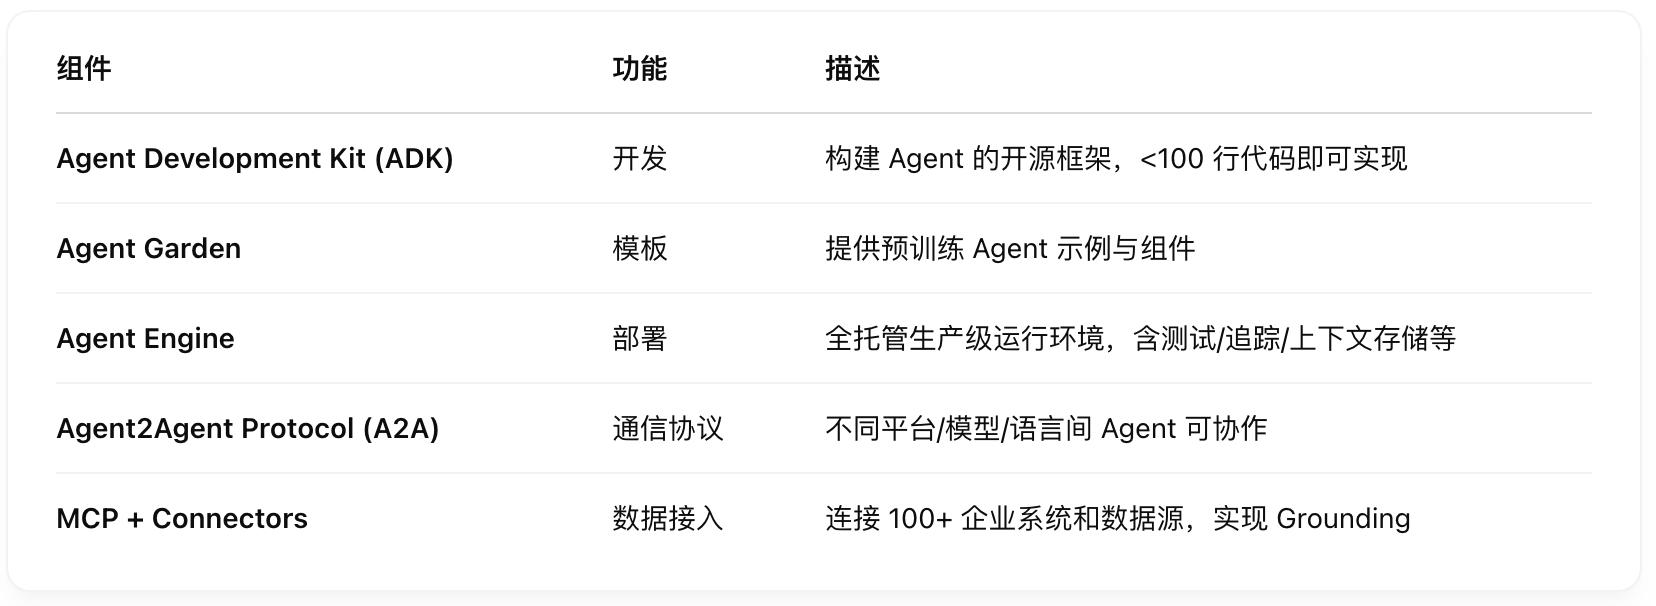 组件 功能 描述
Agent Development Kit (ADK) 开发 构建 Agent 的开源框架，<100 行代码即可实现
Agent Garden 模板 提供预训练 Agent 示例与组件
Agent Engine 部署 全托管生产级运行环境，含测试/追踪/上下文存储等
Agent2Agent Protocol (A2A) 通信协议 不同平台/模型/语言间 Agent 可协作
MCP + Connectors 数据接入 连接 100+ 企业系统和数据源，实现 Grounding